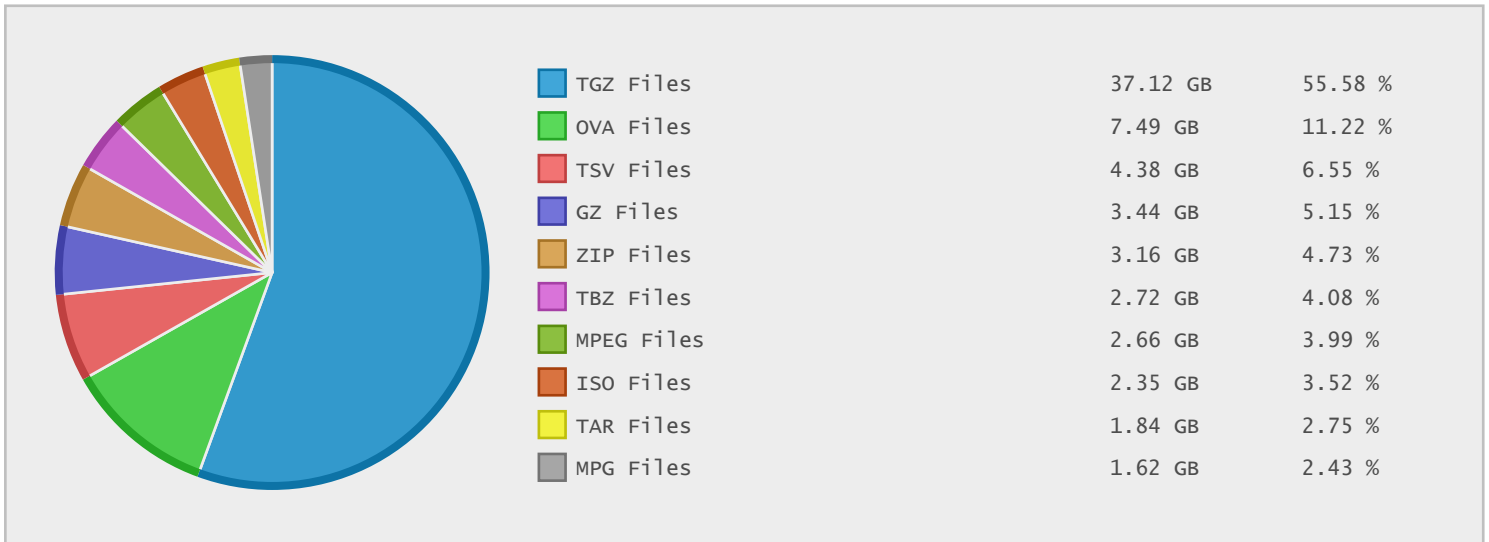 TGZ Files 37.12 GB 55.58 %
OVA Files 7.49 GB 11.22 %
TSV Files 4.38 GB 6.55 %
GZ Files 3.44 GB 5.15 %
ZIP Files 3.16 GB 4.73 %
TBZ Files 2.72 GB 4.08 %
MPEG Files 2.66 GB 3.99 %
ISO Files 2.35 GB 3.52 %
TAR Files 1.84 GB 2.75 %
MPG Files 1.62 GB 2.43 %